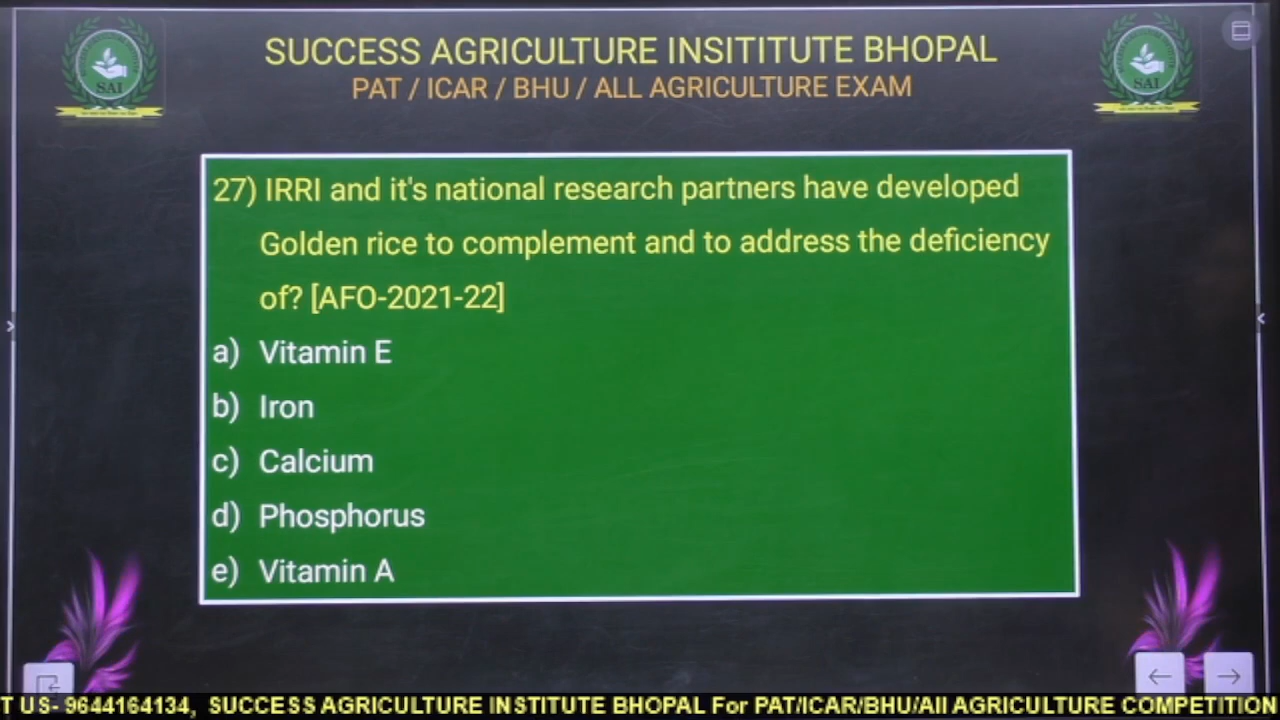 SUCCESS AGRICULTURE INSITITUTE BHOPAL
PAT / ICAR / BHU / ALL AGRICULTURE EXAM
SAI
SAI
27) IRRI and it's national research partners have developed
Golden rice to complement and to address the deficiency
of? [AFO-2021-22]
a) Vitamin E
b) Iron
c) Calcium
d) Phosphorus
e) Vitamin A
T US- 9644164134, SUCCESS AGRICULTURE INSTITUTE BHOPAL For PAT/ICAR/BHU/All AGRICULTURE COMPETITION